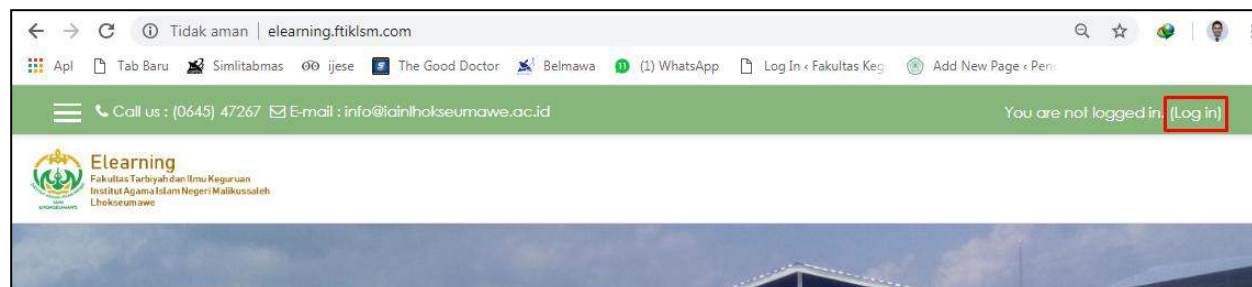 Tidak aman | elearning.ftiklsm.com
Apl Tab Baru Simlitabmas ijese The Good Doctor Belmawa (1) WhatsApp Log In ‹ Fakultas Keg Add New Page ‹ Pen
Call us : (0645) 47267 E-mail : info@iainlhokseumawe.ac.id You are not logged in. (Log in)
Elearning
Fakultas Tarbiyah dan Ilmu Keguruan
Institut Agama Islam Negeri Malikussaleh
Lhokseumawe